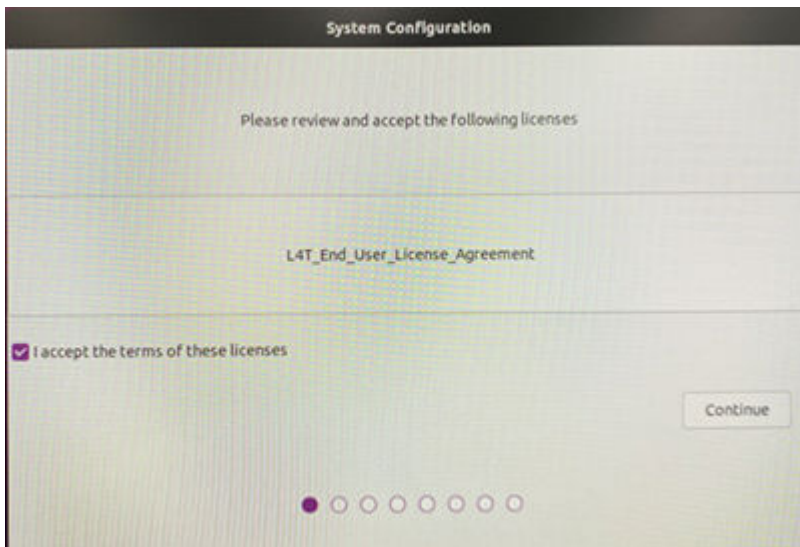 System Configuration
Please review and accept the following licenses
L4T_End_User_License_Agreement
I accept the terms of these licenses
Continue